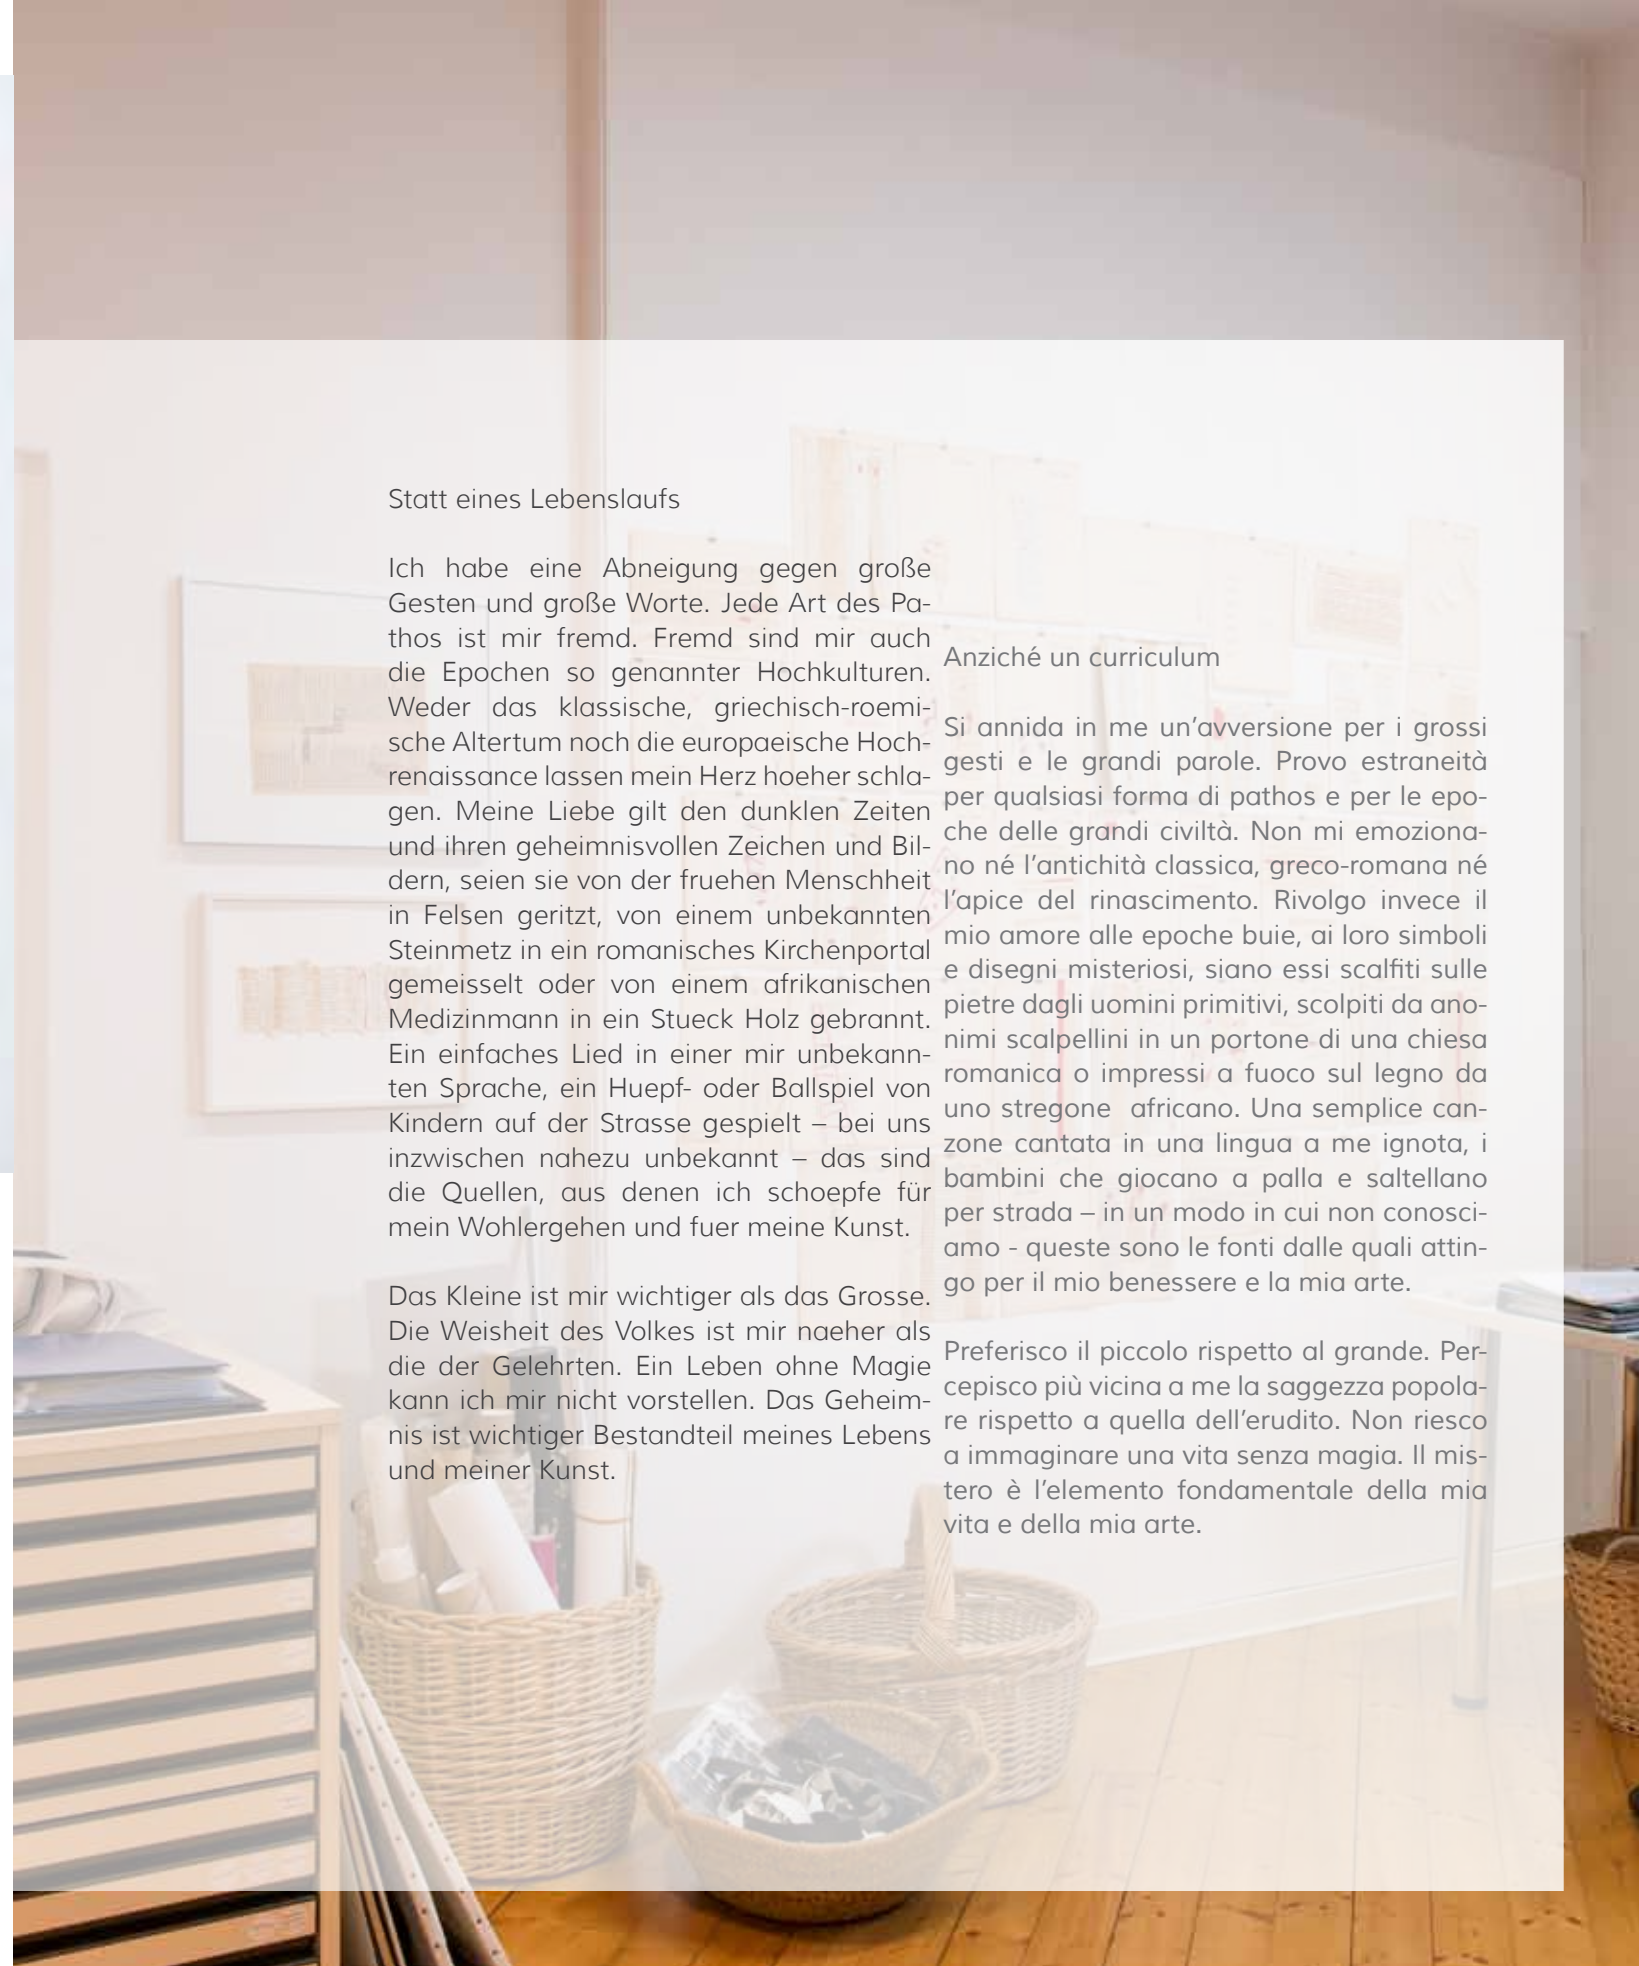 Statt eines Lebenslaufs
Ich habe eine Abneigung gegen große
Gesten und große Worte. Jede Art des Pa-
thos ist mir fremd. Fremd sind mir auch
die Epochen so genannter Hochkulturen.
Weder das klassische, griechisch-roemi-
sche Altertum noch die europaeische Hoch-
renaissance lassen mein Herz hoeher schla-
gen. Meine Liebe gilt den dunklen Zeiten
und ihren geheimnisvollen Zeichen und Bil-
dern, seien sie von der fruehen Menschheit
in Felsen geritzt, von einem unbekannten
Steinmetz in ein romanisches Kirchenportal
gemeisselt oder von einem afrikanischen
Medizinmann in ein Stueck Holz gebrannt.
Ein einfaches Lied in einer mir unbekann-
ten Sprache, ein Huepf- oder Ballspiel von
Kindern auf der Strasse gespielt – bei uns
inzwischen nahezu unbekannt – das sind
die Quellen, aus denen ich schoepfe für
mein Wohlergehen und fuer meine Kunst.
Das Kleine ist mir wichtiger als das Grosse.
Die Weisheit des Volkes ist mir naeher als
die der Gelehrten. Ein Leben ohne Magie
kann ich mir nicht vorstellen. Das Geheim-
nis ist wichtiger Bestandteil meines Lebens
und meiner Kunst.
Anziché un curriculum
Si annida in me un’avversione per i grossi
gesti e le grandi parole. Provo estraneità
per qualsiasi forma di pathos e per le epo-
che delle grandi civiltà. Non mi emoziona-
no né l’antichità classica, greco-romana né
l’apice del rinascimento. Rivolgo invece il
mio amore alle epoche buie, ai loro simboli
e disegni misteriosi, siano essi scalfiti sulle
pietre dagli uomini primitivi, scolpiti da ano-
nimi scalpellini in un portone di una chiesa
romanica o impressi a fuoco sul legno da
uno stregone africano. Una semplice can-
zone cantata in una lingua a me ignota, i
bambini che giocano a palla e saltellano
per strada – in un modo in cui non conosci-
amo - queste sono le fonti dalle quali attin-
go per il mio benessere e la mia arte.
Preferisco il piccolo rispetto al grande. Per-
cepisco più vicina a me la saggezza popola-
re rispetto a quella dell’erudito. Non riesco
a immaginare una vita senza magia. Il mis-
tero è l’elemento fondamentale della mia
vita e della mia arte.